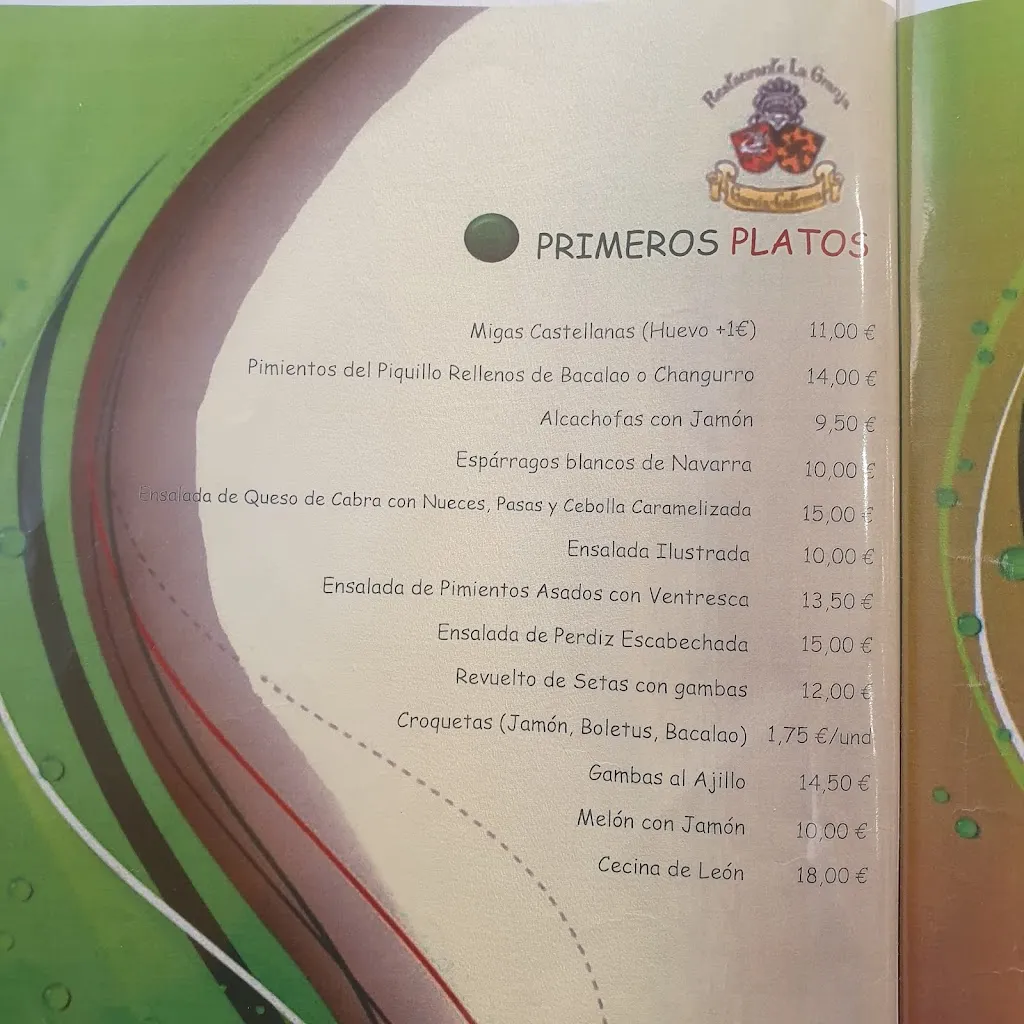 Restaurante La Granja
PRIMEROS PLATOS
Migas Castellanas (Huevo +1€) 11,00 €
Pimientos del Piquillo Rellenos de Bacalao o Changurro 14,00 €
Alcachofas con Jamón 9,50 €
Espárragos blancos de Navarra 10,00 €
Ensalada de Queso de Cabra con Nueces, Pasas y Cebolla Caramelizada 15,00 €
Ensalada Ilustrada 10,00 €
Ensalada de Pimientos Asados con Ventresca 13,50 €
Ensalada de Perdiz Escabechada 15,00 €
Revuelto de Setas con gambas 12,00 €
Croquetas (Jamón, Boletus, Bacalao) 1,75 €/und
Gambas al Ajillo 14,50 €
Melón con Jamón 10,00 €
Cecina de León 18,00 €